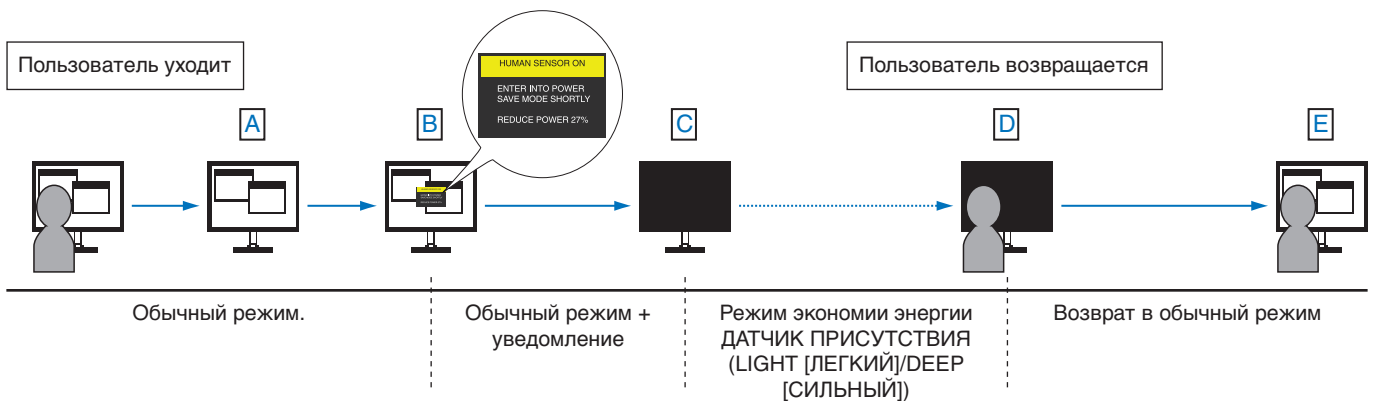 Пользователь уходит
HUMAN SENSOR ON
ENTER INTO POWER
SAVE MODE SHORTLY
REDUCE POWER 27%
Пользователь возвращается
A
B
C
D
E
Обычный режим.
Обычный режим +
уведомление
Режим экономии энергии
ДАТЧИК ПРИСУТСТВИЯ
(LIGHT [ЛЕГКИЙ]/DEEP
[СИЛЬНЫЙ])
Возврат в обычный режим